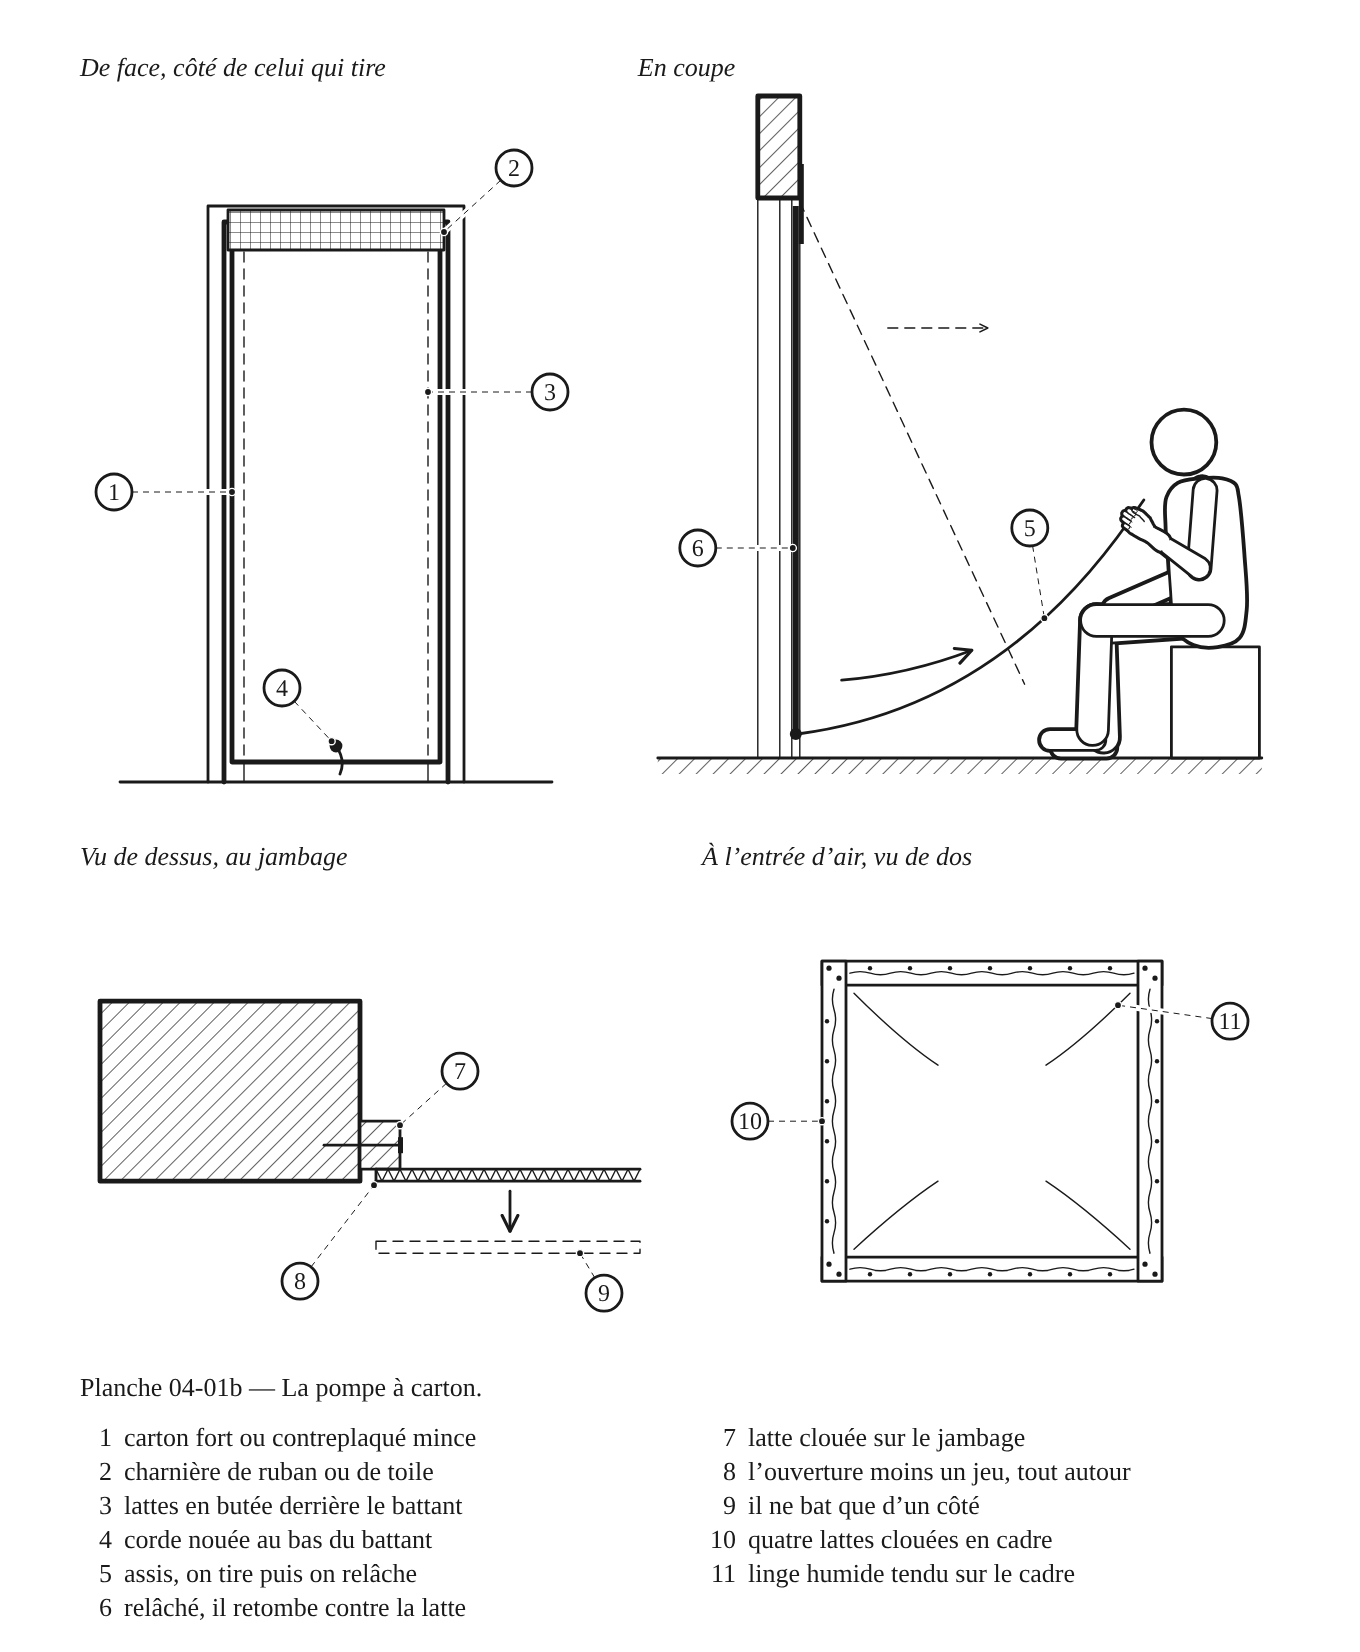 De face, côté de celui qui tire
En coupe
2
3
1
6
5
4
Vu de dessus, au jambage
À l’entrée d’air, vu de dos
7
11
10
8
9
Planche 04-01b — La pompe à carton.
1 carton fort ou contreplaqué mince
2 charnière de ruban ou de toile
3 lattes en butée derrière le battant
4 corde nouée au bas du battant
5 assis, on tire puis on relâche
6 relâché, il retombe contre la latte
7 latte clouée sur le jambage
8 l’ouverture moins un jeu, tout autour
9 il ne bat que d’un côté
10 quatre lattes clouées en cadre
11 linge humide tendu sur le cadre